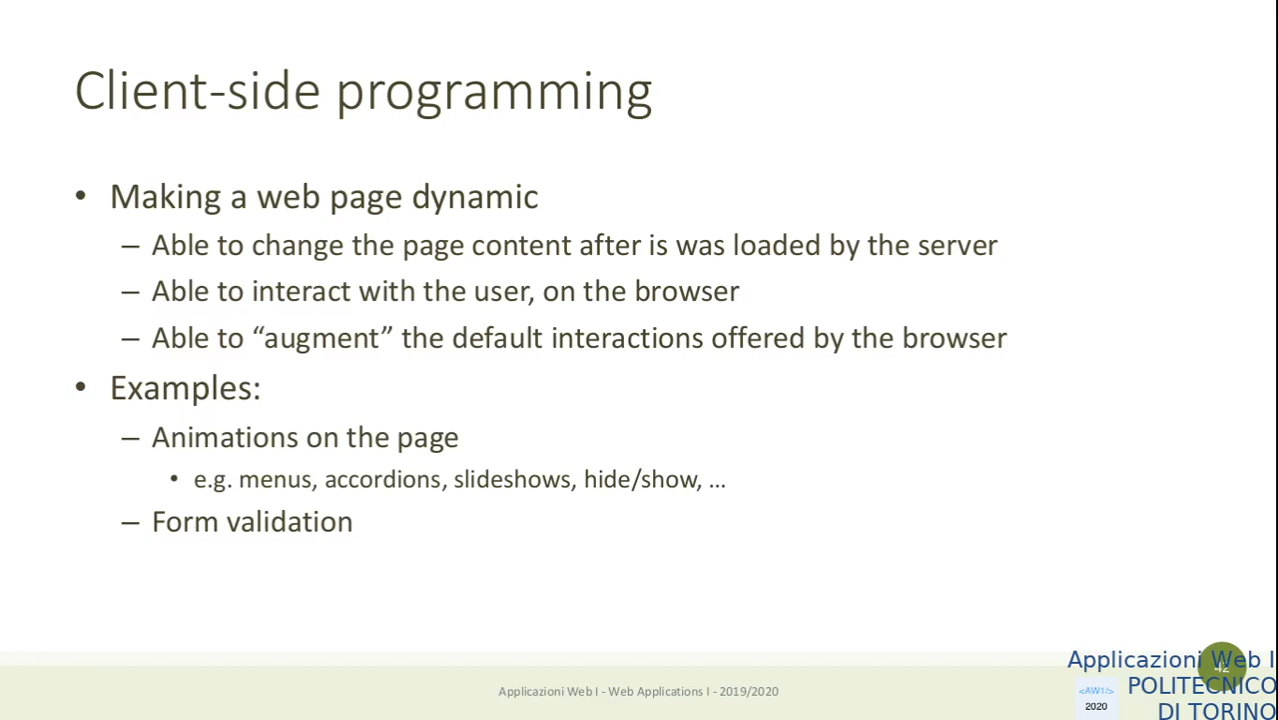 Client-side programming
• Making a web page dynamic
– Able to change the page content after is was loaded by the server
– Able to interact with the user, on the browser
– Able to “augment” the default interactions offered by the browser
• Examples:
– Animations on the page
• e.g. menus, accordions, slideshows, hide/show, …
– Form validation
Applicazioni Web I - Web Applications I - 2019/2020
42
Applicazioni Web I
POLITECNICO
DI TORINO
<AW1/>
2020